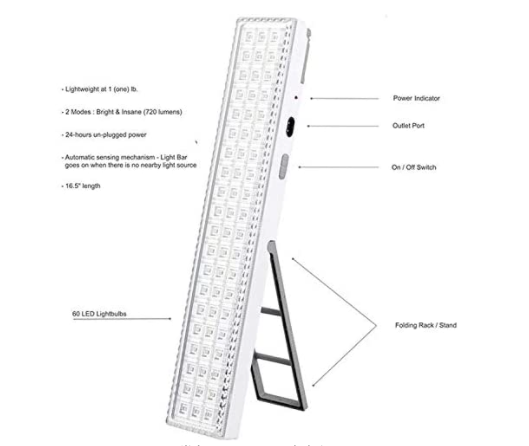 - Lightweight at 1 (one) lb.
- 2 Modes : Bright & Insane (720 lumens)
- 24-hours un-plugged power
- Automatic sensing mechanism - Light Bar
goes on when there is no nearby light source
- 16.5" length
Power Indicator
Outlet Port
On / Off Switch
60 LED Lightbulbs
Folding Rack / Stand